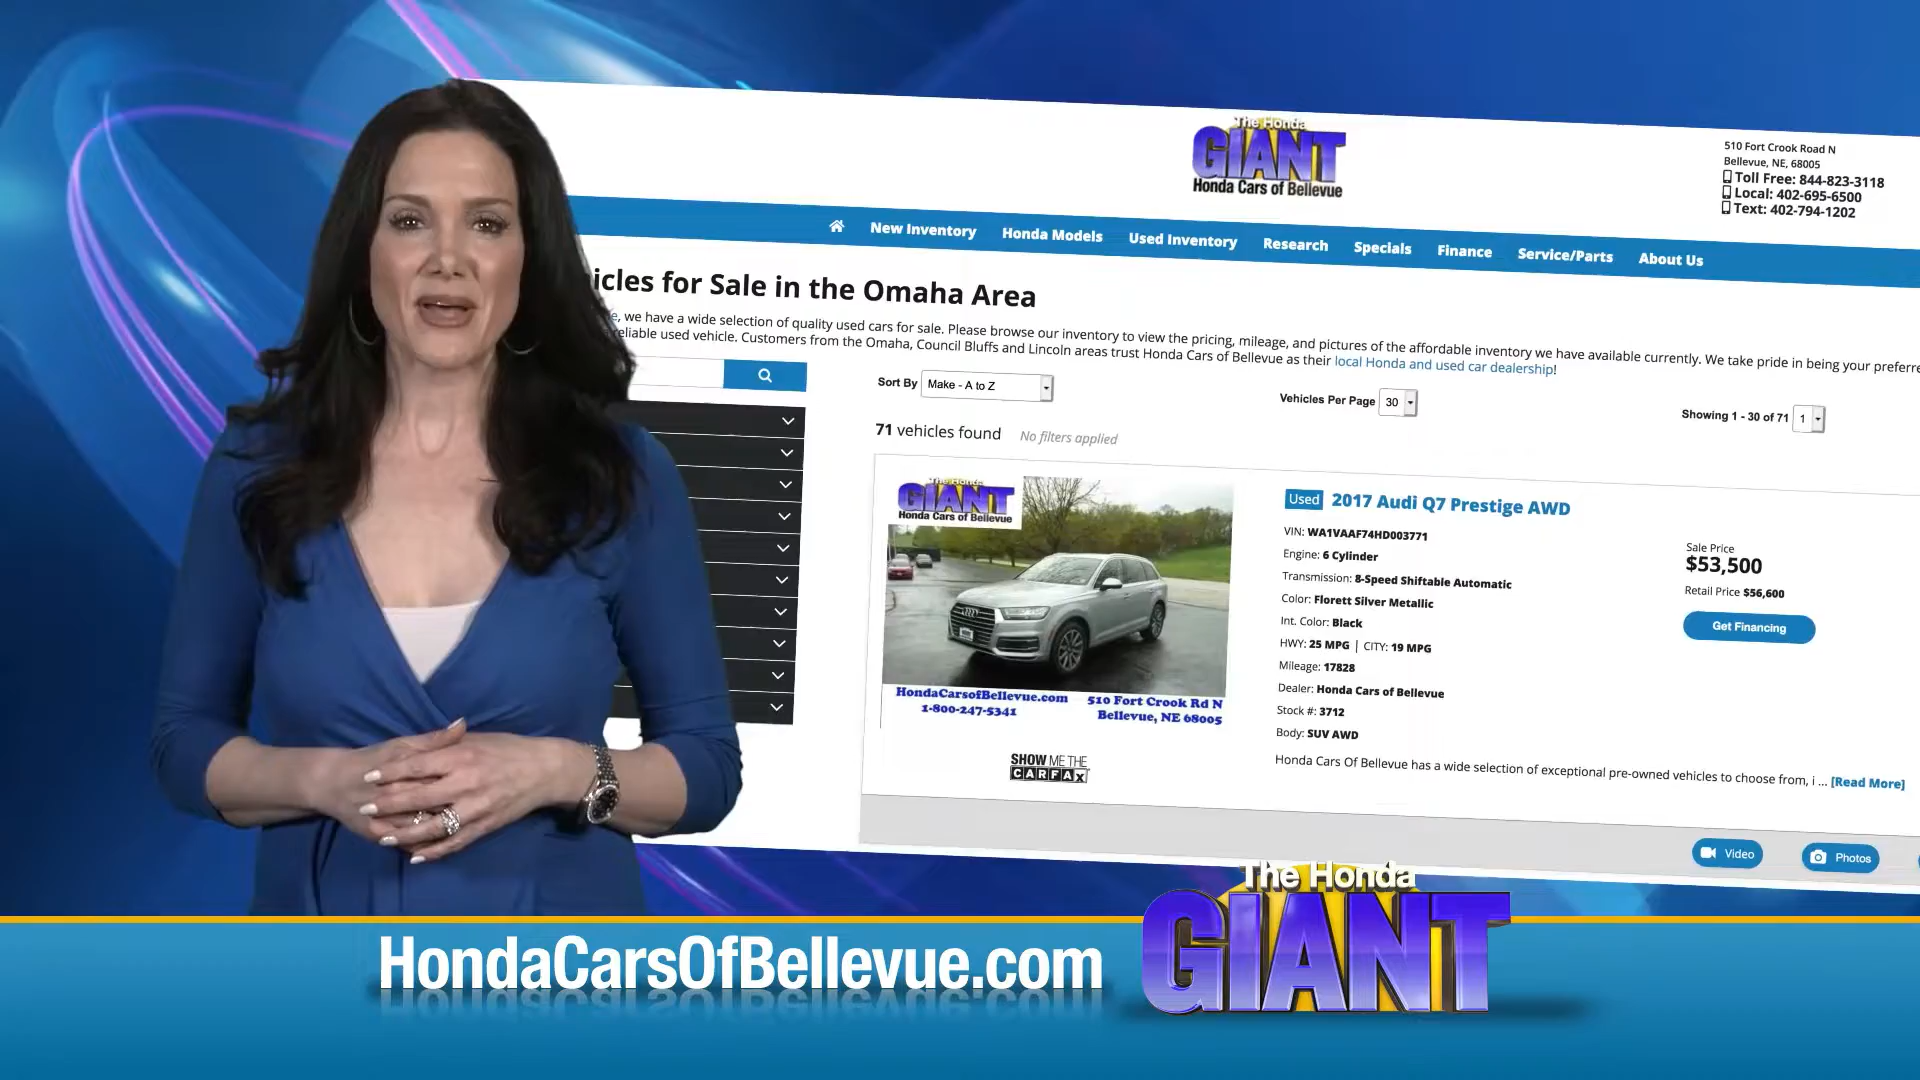 The Honda
GIANT
Honda Cars of Bellevue
510 Fort Crook Road N
Bellevue, NE, 68005
Toll Free: 844-823-3118
Local: 402-695-6500
Text: 402-794-1202
New Inventory Honda Models Used Inventory Research Specials Finance Service/Parts About Us
icles for Sale in the Omaha Area
e, we have a wide selection of quality used cars for sale. Please browse our inventory to view the pricing, mileage, and pictures of the affordable inventory we have available currently. We take pride in being your preferre
reliable used vehicle. Customers from the Omaha, Council Bluffs and Lincoln areas trust Honda Cars of Bellevue as their local Honda and used car dealership!
Sort By Make - A to Z
Vehicles Per Page 30
Showing 1 - 30 of 71 1
71 vehicles found No filters applied
The Honda
GIANT
Honda Cars of Bellevue
HondaCarsofBellevue.com
1-800-247-5341
510 Fort Crook Rd N
Bellevue, NE 68005
SHOW ME THE
CARFAX
Used 2017 Audi Q7 Prestige AWD
VIN: WA1VAAF74HD003771
Engine: 6 Cylinder
Transmission: 8-Speed Shiftable Automatic
Color: Florett Silver Metallic
Int. Color: Black
HWY: 25 MPG | CITY: 19 MPG
Mileage: 17828
Dealer: Honda Cars of Bellevue
Stock #: 3712
Body: SUV AWD
Honda Cars Of Bellevue has a wide selection of exceptional pre-owned vehicles to choose from, i ... [Read More]
Sale Price
$53,500
Retail Price $56,600
Get Financing
Video
Photos
HondaCarsOfBellevue.com
The Honda
GIANT